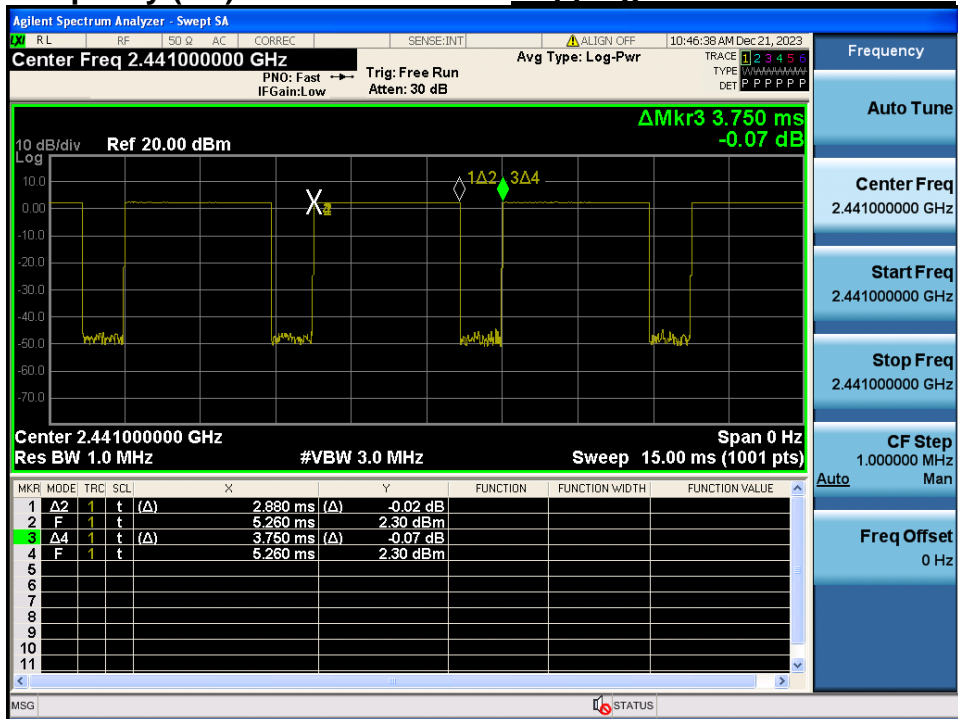 Agilent Spectrum Analyzer - Swept SA
LXI RL RF 50 Ω AC CORREC SENSE:INT ALIGN OFF 10:46:38 AM Dec 21, 2023
Center Freq 2.441000000 GHz Avg Type: Log-Pwr TRACE 1 2 3 4 5 6
PNO: Fast Trig: Free Run TYPE
IFGain:Low Atten: 30 dB DET P P P P P P
ΔMkr3 3.750 ms
-0.07 dB
10 dB/div Ref 20.00 dBm
Log
1Δ2 3Δ4
10.0
0.00
X
-10.0
-20.0
-30.0
-40.0
-50.0
-60.0
-70.0
Center 2.441000000 GHz Span 0 Hz
Res BW 1.0 MHz #VBW 3.0 MHz Sweep 15.00 ms (1001 pts)
MKR MODE TRC SCL X Y FUNCTION FUNCTION WIDTH FUNCTION VALUE
1 Δ2 1 t (Δ) 2.880 ms (Δ) -0.02 dB
2 F 1 t 5.260 ms 2.30 dBm
3 Δ4 1 t (Δ) 3.750 ms (Δ) -0.07 dB
4 F 1 t 5.260 ms 2.30 dBm
5
6
7
8
9
10
11
MSG STATUS
Frequency
Auto Tune
Center Freq
2.441000000 GHz
Start Freq
2.441000000 GHz
Stop Freq
2.441000000 GHz
CF Step
1.000000 MHz
Auto Man
Freq Offset
0 Hz